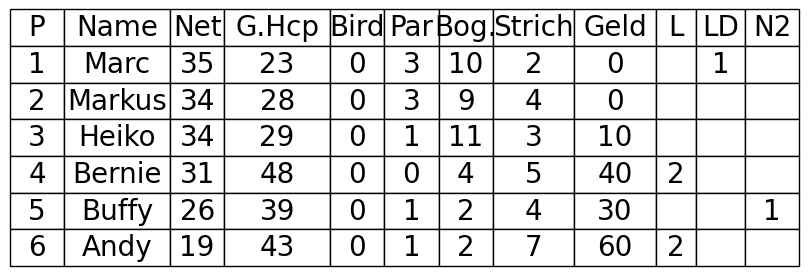 P Name Net G.Hcp Bird Par Bog. Strich Geld L LD N2
1 Marc 35 23 0 3 10 2 0 1
2 Markus 34 28 0 3 9 4 0
3 Heiko 34 29 0 1 11 3 10
4 Bernie 31 48 0 0 4 5 40 2
5 Buffy 26 39 0 1 2 4 30 1
6 Andy 19 43 0 1 2 7 60 2